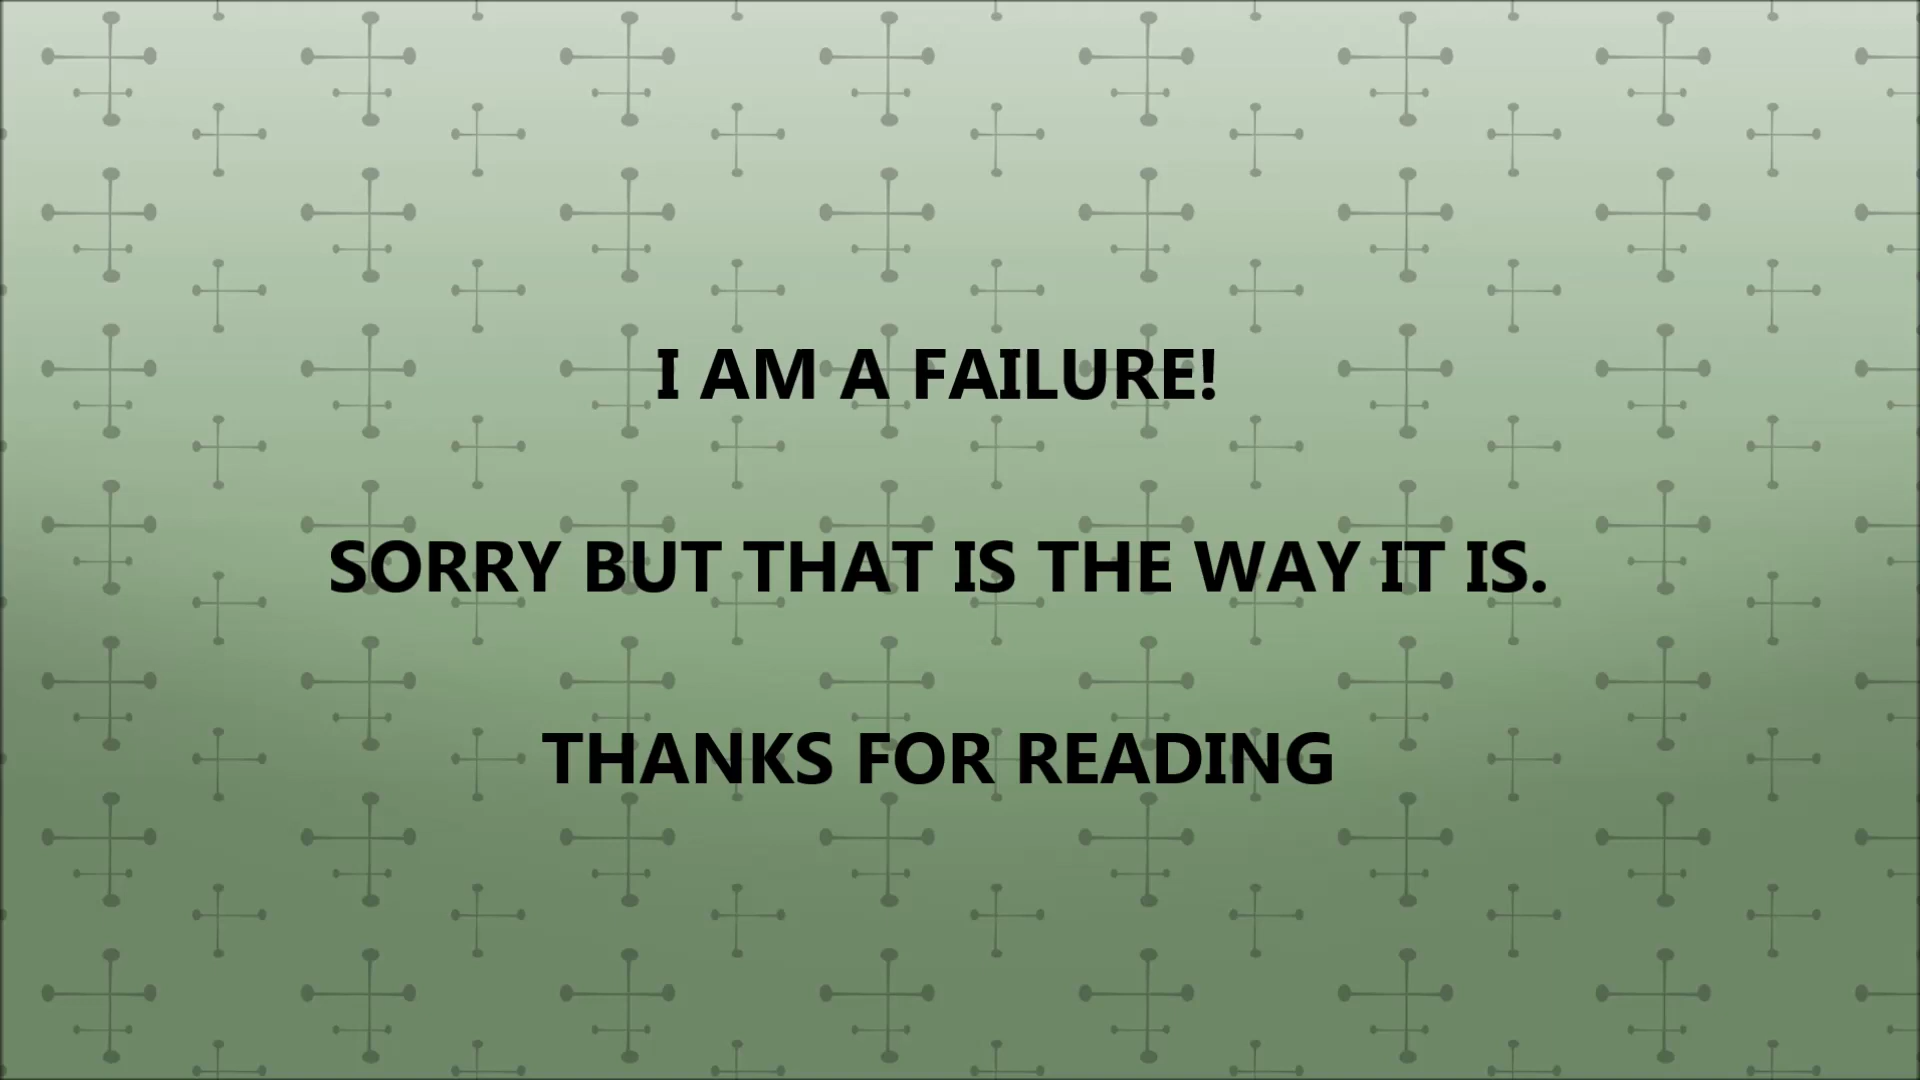 I AM A FAILURE!
SORRY BUT THAT IS THE WAY IT IS.
THANKS FOR READING